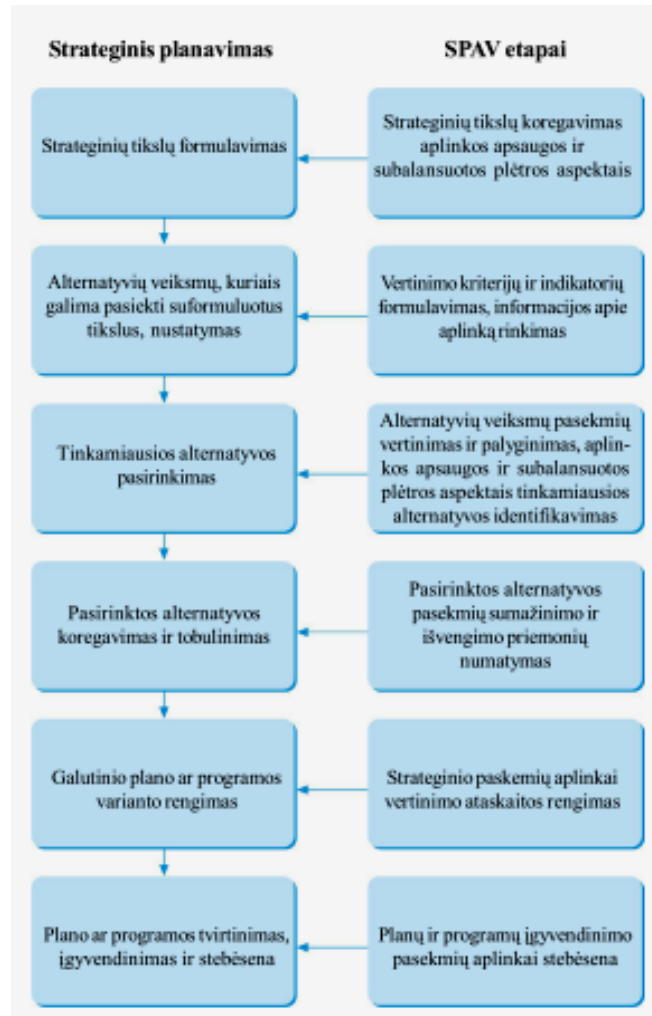 Strateginis planavimas
SPAV etapai
Strateginių tikslų formulavimas
Strateginių tikslų koregavimas
aplinkos apsaugos ir
subalansuotos plėtros aspektais
Alternatyvių veiksmų, kuriais
galima pasiekti suformuluotus
tikslus, nustatymas
Vertinimo kriterijų ir indikatorių
formulavimas, informacijos apie
aplinką rinkimas
Tinkamiausios alternatyvos
pasirinkimas
Alternatyvių veiksmų pasekmių
vertinimas ir palyginimas, aplin-
kos apsaugos ir subalansuotos
plėtros aspektais tinkamiausios
alternatyvos identifikavimas
Pasirinktos alternatyvos
koregavimas ir tobulinimas
Pasirinktos alternatyvos
pasekmių sumažinimo ir
išvengimo priemonių
numatymas
Galutinio plano ar programos
varianto rengimas
Strateginio paskemių aplinkai
vertinimo ataskaitos rengimas
Plano ar programos tvirtinimas,
įgyvendinimas ir stebėsena
Planų ir programų įgyvendinimo
pasekmių aplinkai stebėsena